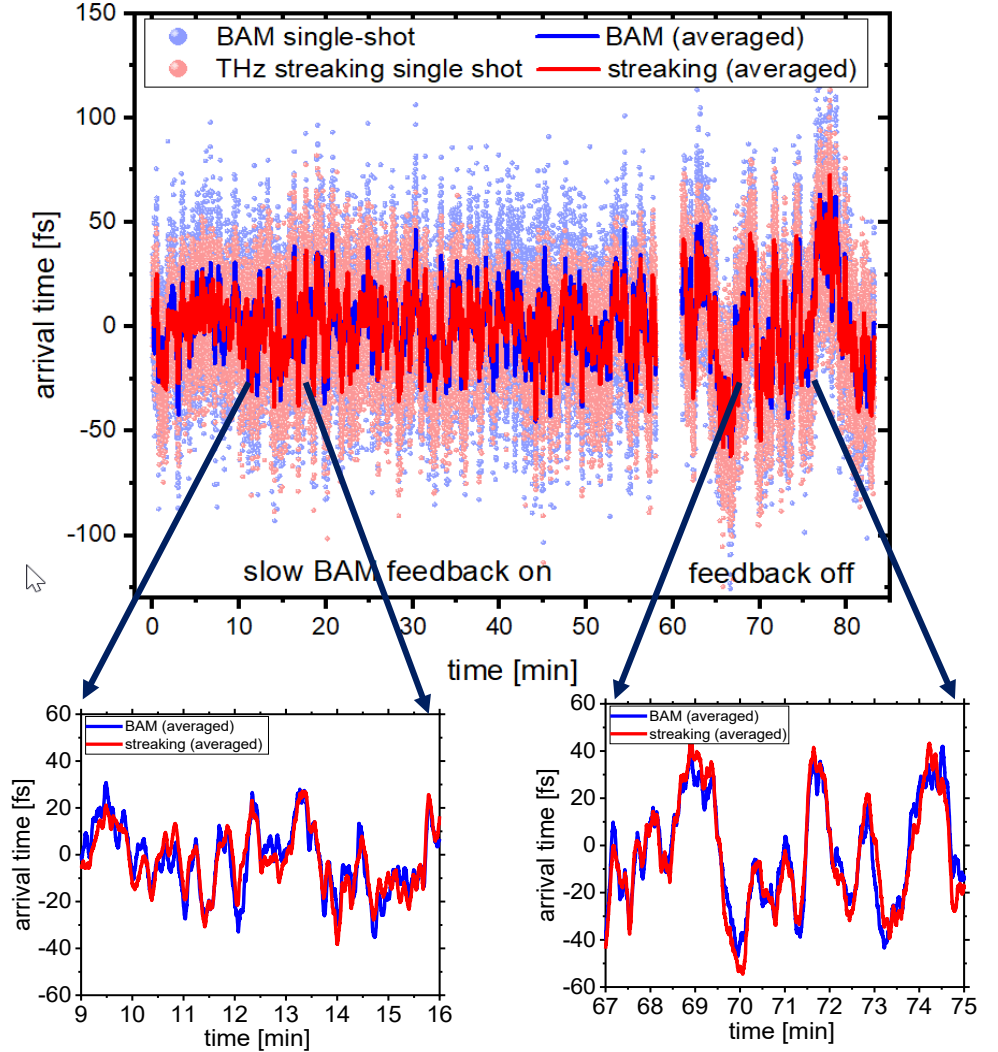 150
100
50
0
-50
-100
arrival time [fs]
BAM single-shot
BAM (averaged)
THz streaking single shot
streaking (averaged)
slow BAM feedback on
feedback off
0 10 20 30 40 50 60 70 80
time [min]
60
40
20
0
-20
-40
-60
arrival time [fs]
BAM (averaged)
streaking (averaged)
9 10 11 12 13 14 15 16
time [min]
60
40
20
0
-20
-40
-60
arrival time [fs]
BAM (averaged)
streaking (averaged)
67 68 69 70 71 72 73 74 75
time [min]